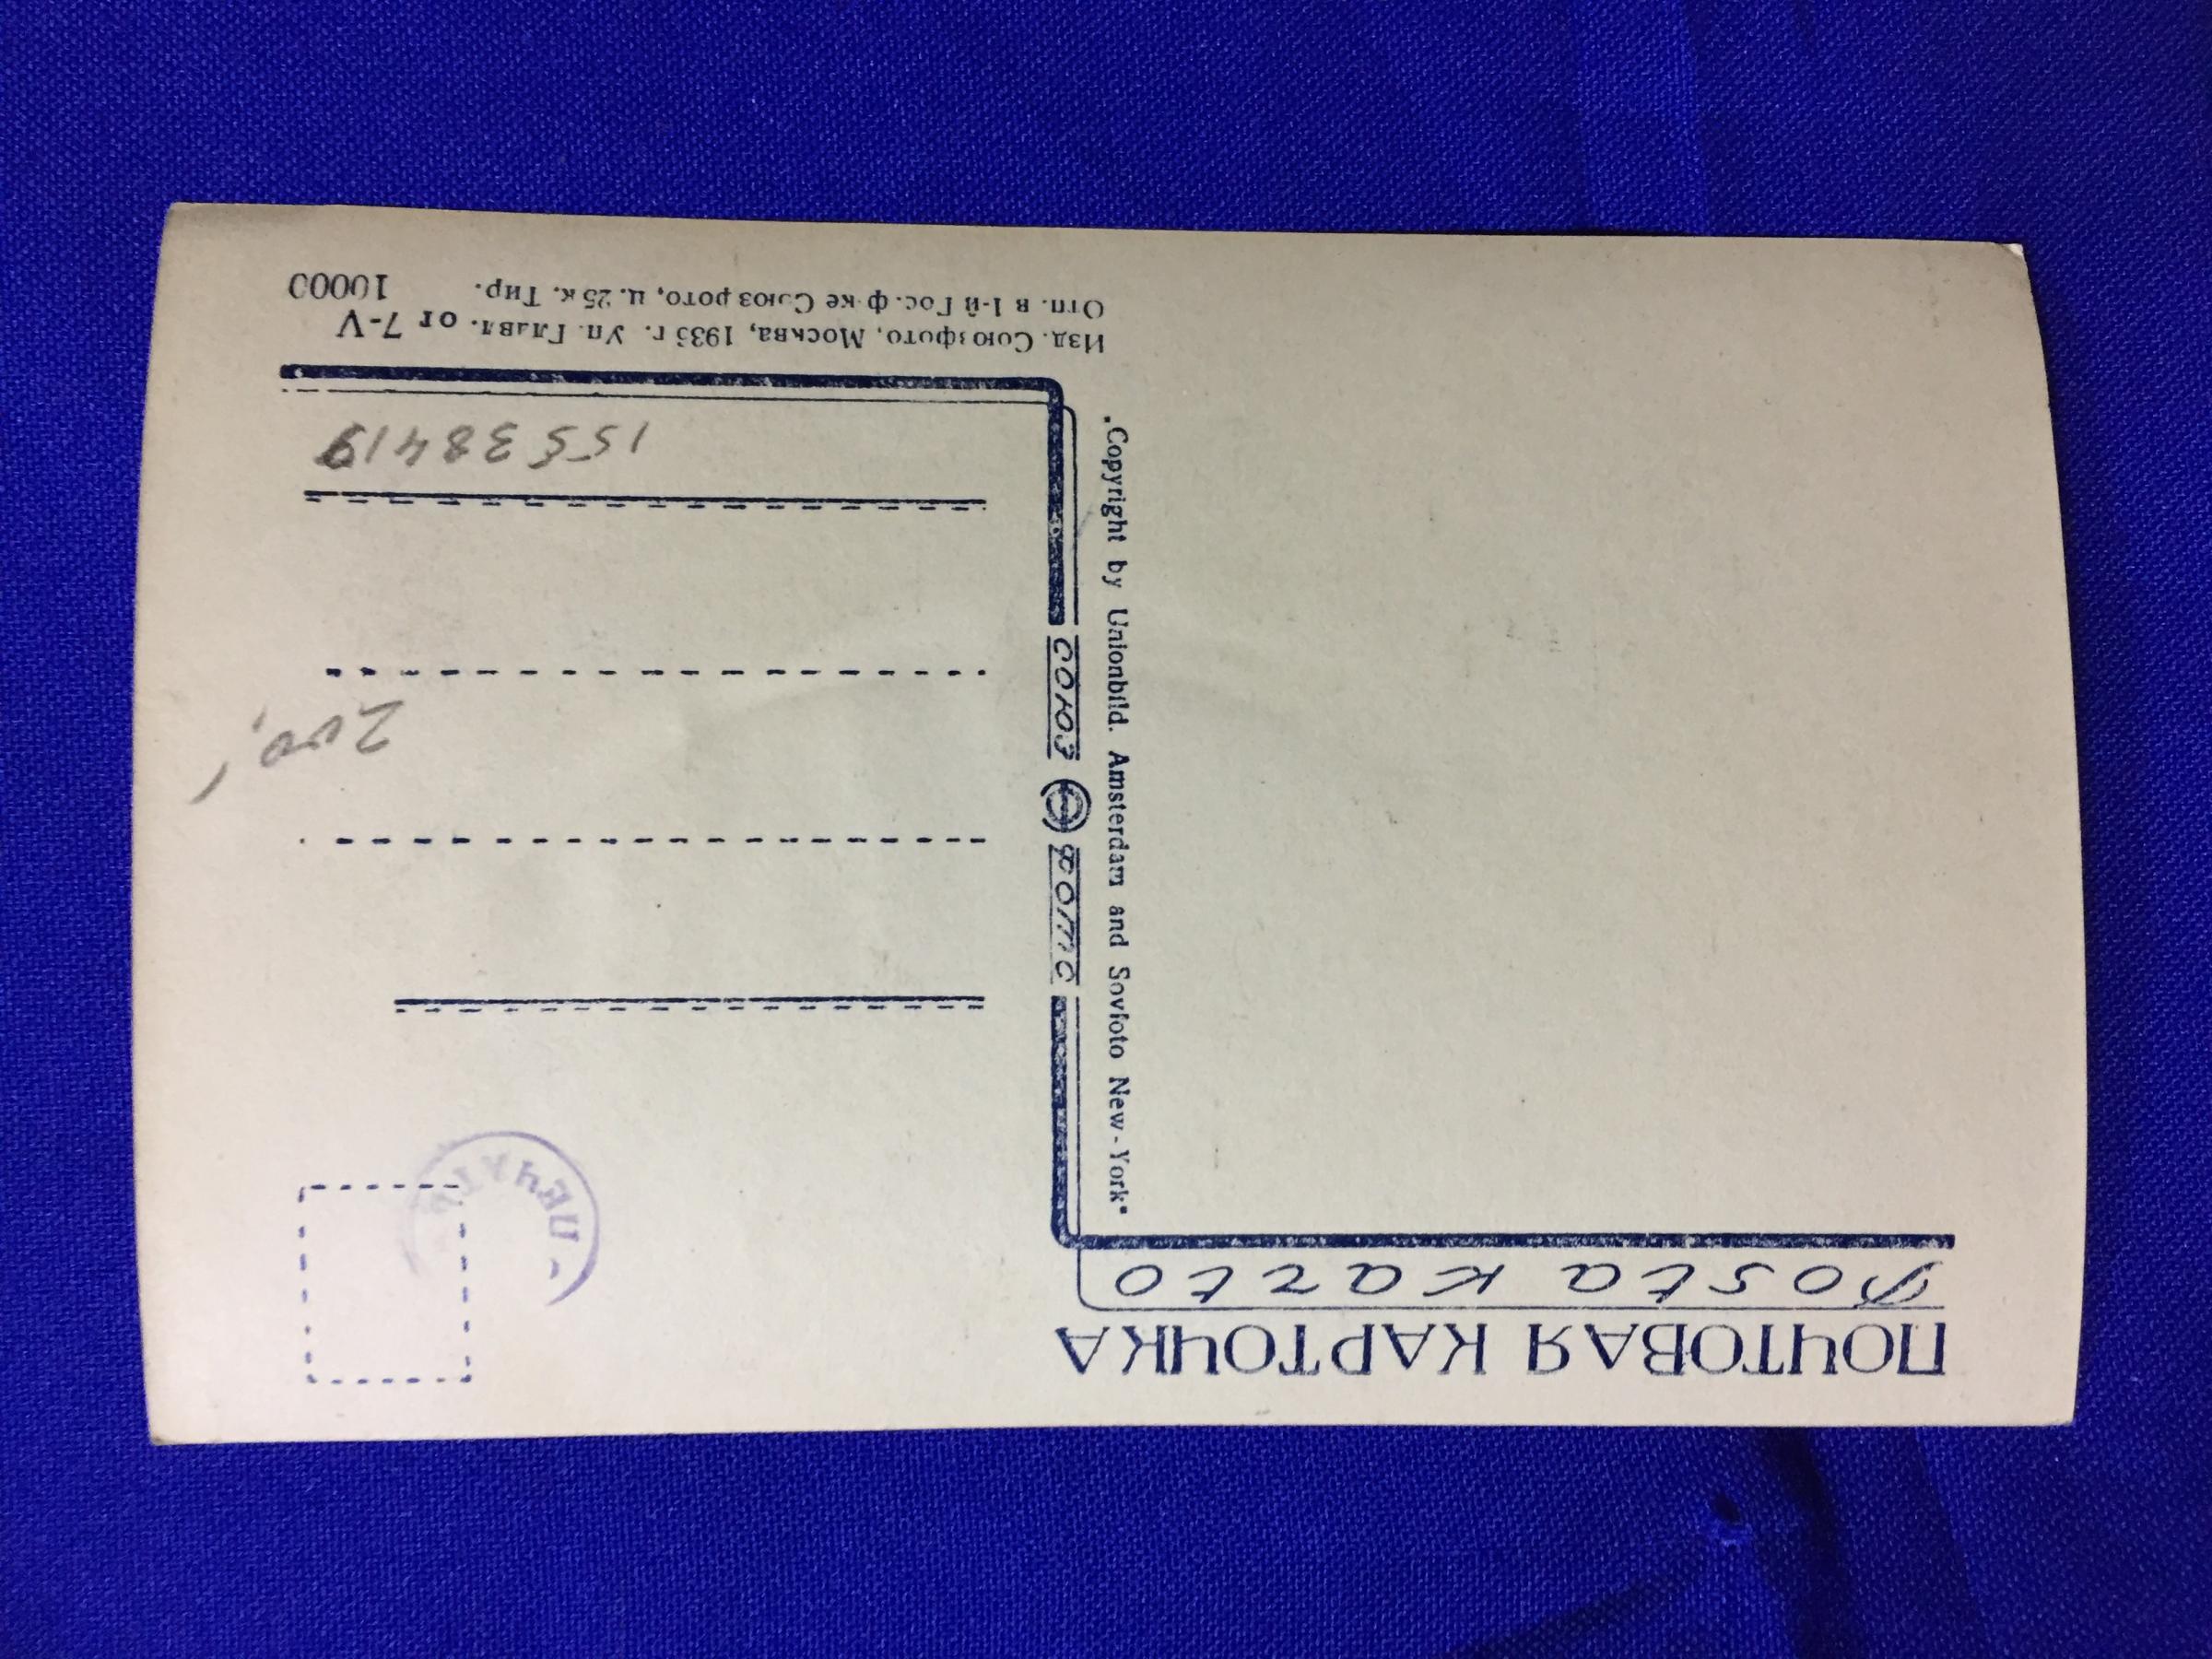 ПОЧТОВАЯ КАРТОЧКА
Posta karto
„Copyright by Unionbild. Amsterdam and Sovfoto New-York"
СОЮЗ ФОТО
1553841
Изд. Союзфото, Москва, 1935 г. Уп. Главл. от 7-V
Отп. в 1-й Гос. ф-ке Союзфото, ц. 25 к. Тир. 10000